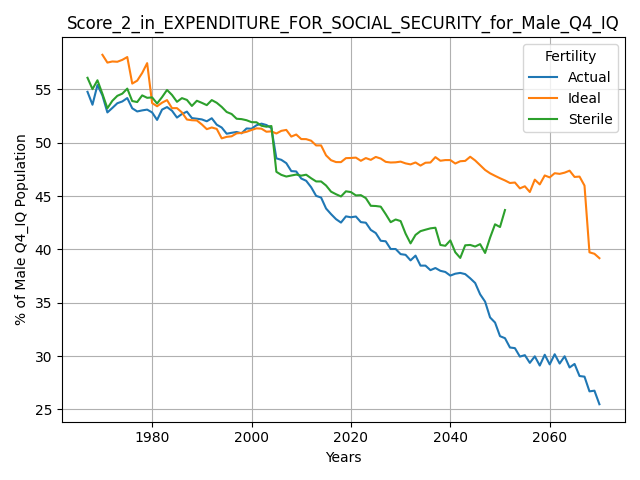 Score_2_in_EXPENDITURE_FOR_SOCIAL_SECURITY_for_Male_Q4_IQ
Fertility
Actual
Ideal
Sterile
% of Male Q4_IQ Population
55
50
45
40
35
30
25
1980
2000
2020
2040
2060
Years